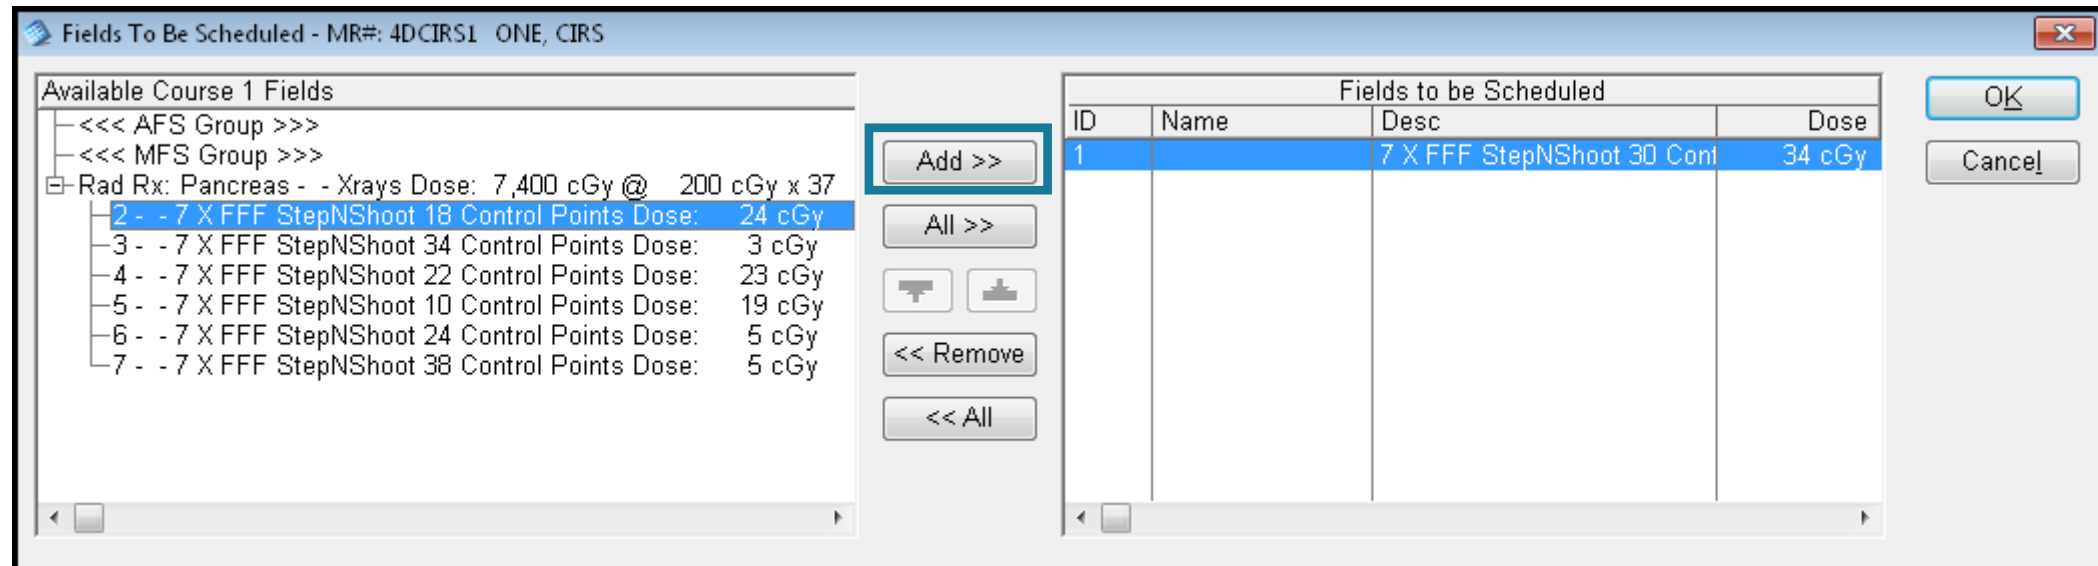 Fields To Be Scheduled - MR#: 4DCIRS1 ONE, CIRS
Available Course 1 Fields
<<< AFS Group >>>
<<< MFS Group >>>
Rad Rx: Pancreas - - Xrays Dose: 7,400 cGy @ 200 cGy x 37
2 - - 7 X FFF StepNShoot 18 Control Points Dose: 24 cGy
3 - - 7 X FFF StepNShoot 34 Control Points Dose: 3 cGy
4 - - 7 X FFF StepNShoot 22 Control Points Dose: 23 cGy
5 - - 7 X FFF StepNShoot 10 Control Points Dose: 19 cGy
6 - - 7 X FFF StepNShoot 24 Control Points Dose: 5 cGy
7 - - 7 X FFF StepNShoot 38 Control Points Dose: 5 cGy
Add >>
All >>
<< Remove
<< All
Fields to be Scheduled
ID Name Desc Dose
1 7 X FFF StepNShoot 30 Cont 34 cGy
OK
Cancel